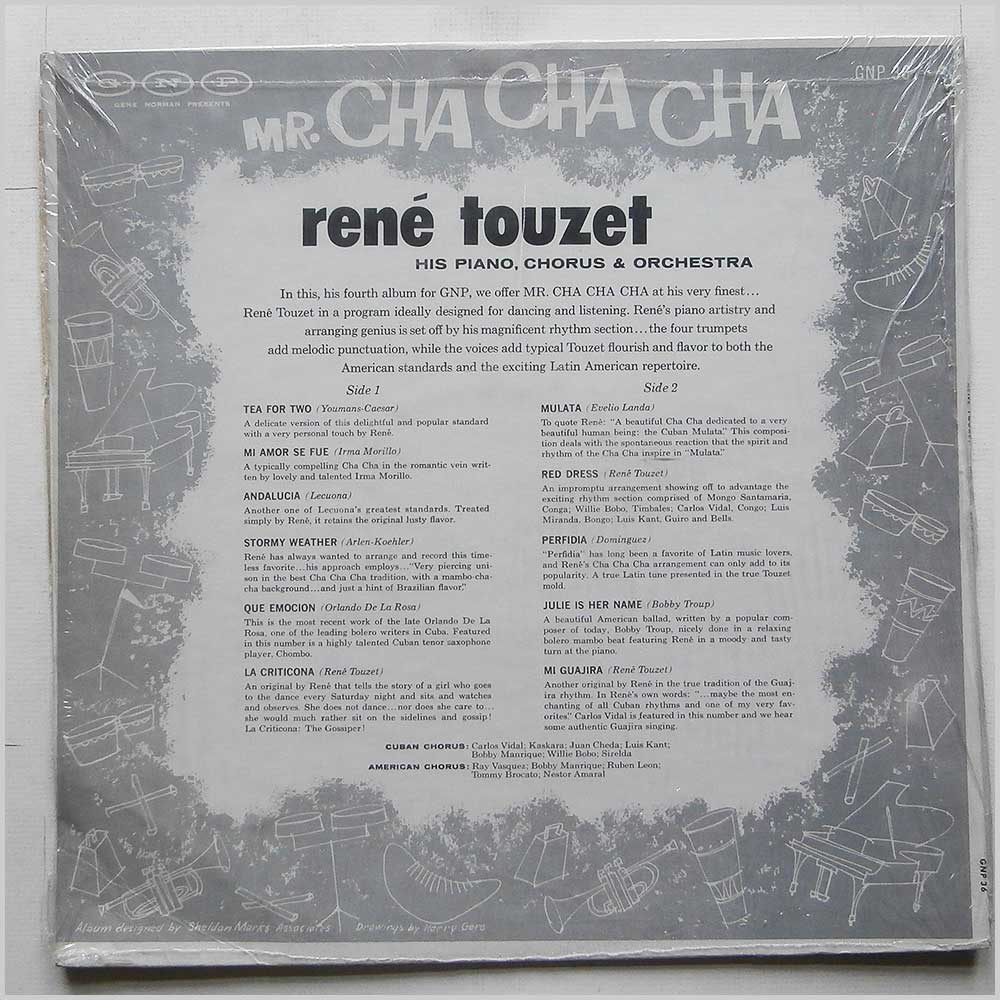 GNP
GENE NORMAN PRESENTS
GNP 36
MR. CHA CHA CHA
rené touzet
HIS PIANO, CHORUS & ORCHESTRA
In this, his fourth album for GNP, we offer MR. CHA CHA CHA at his very finest...
René Touzet in a program ideally designed for dancing and listening. René's piano artistry and
arranging genius is set off by his magnificent rhythm section...the four trumpets
add melodic punctuation, while the voices add typical Touzet flourish and flavor to both the
American standards and the exciting Latin American repertoire.
Side 1
TEA FOR TWO (Youmans-Caesar)
A delicate version of this delightful and popular standard
with a very personal touch by René.
MI AMOR SE FUE (Irma Morillo)
A typically compelling Cha Cha in the romantic vein writ-
ten by lovely and talented Irma Morillo.
ANDALUCIA (Lecuona)
Another one of Lecuona's greatest standards. Treated
simply by René, it retains the original lusty flavor.
STORMY WEATHER (Arlen-Koehler)
René has always wanted to arrange and record this time-
less favorite...his approach employs..."Very piercing uni-
son in the best Cha Cha Cha tradition, with a mambo-cha-
cha background...and just a hint of Brazilian flavor."
QUE EMOCION (Orlando De La Rosa)
This is the most recent work of the late Orlando De La
Rosa, one of the leading bolero writers in Cuba. Featured
in this number is a highly talented Cuban tenor saxophone
player, Chombo.
LA CRITICONA (René Touzet)
An original by René that tells the story of a girl who goes
to the dance every Saturday night and sits and watches
and observes. She does not dance...nor does she care to...
she would much rather sit on the sidelines and gossip!
La Criticona: The Gossiper!
Side 2
MULATA (Evelio Landa)
To quote René: "A beautiful Cha Cha dedicated to a very
beautiful human being: the Cuban Mulata." This composi-
tion deals with the spontaneous reaction that the spirit and
rhythm of the Cha Cha inspire in "Mulata."
RED DRESS (René Touzet)
An impromptu arrangement showing off to advantage the
exciting rhythm section comprised of Mongo Santamaria,
Conga; Willie Bobo, Timbales; Carlos Vidal, Congo; Luis
Miranda, Bongo; Luis Kant, Guiro and Bells.
PERFIDIA (Dominguez)
"Perfidia" has long been a favorite of Latin music lovers,
and René's Cha Cha Cha arrangement can only add to its
popularity. A true Latin tune presented in the true Touzet
mold.
JULIE IS HER NAME (Bobby Troup)
A beautiful American ballad, written by a popular com-
poser of today, Bobby Troup, nicely done in a relaxing
bolero mambo beat featuring René in a moody and tasty
turn at the piano.
MI GUAJIRA (René Touzet)
Another original by René in the true tradition of the Guaj-
ira rhythm. In René's own words: "...maybe the most en-
chanting of all Cuban rhythms and one of my very fav-
orites." Carlos Vidal is featured in this number and we hear
some authentic Guajira singing.
CUBAN CHORUS: Carlos Vidal; Kaskara; Juan Cheda; Luis Kant;
Bobby Manrique; Willie Bobo; Sirelda
AMERICAN CHORUS: Ray Vasquez; Bobby Manrique; Ruben Leon;
Tommy Brocato; Nestor Amaral
GNP 36
Album designed by Sheldon Marks Associates
Drawings by Harry Gero